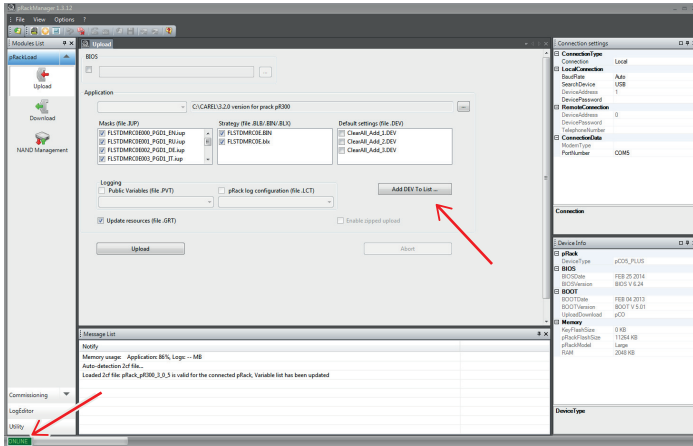 pRackManager 1.3.12
File View Options ?
Modules List
pRackLoad
Upload
Download
NAND Management
Commissioning
LogEditor
Utility
ONLINE
Upload
BIOS
Application
C:\CAREL\3.2.0 version for prack pR300
Masks (file .IUP)
FLSTDMRC0E000_PGD1_EN.iup
FLSTDMRC0E001_PGD1_RU.iup
FLSTDMRC0E002_PGD1_DE.iup
FLSTDMRC0E003_PGD1_IT.iup
Strategy (file .BLB/.BIN/.BLX)
FLSTDMRC0E.BIN
FLSTDMRC0E.blx
Default settings (file .DEV)
ClearAll_Add_1.DEV
ClearAll_Add_2.DEV
ClearAll_Add_3.DEV
Logging
Public Variables (file .PVT)
pRack log configuration (file .LCT)
Add DEV To List ...
Update resources (file .GRT)
Enable zipped upload
Upload
Abort
Message List
Notify
Memory usage: Application: 86%, Logs: -- MB
Auto-detection 2cf file...
Loaded 2cf file: pRack_pR300_3_0_5 is valid for the connected pRack, Variable list has been updated
Connection settings
ConnectionType
Connection Local
LocalConnection
BaudRate Auto
SearchDevice USB
DeviceAddress 1
DevicePassword
RemoteConnection
DeviceAddress 0
DevicePassword
TelephoneNumber
ConnectionData
ModemType
PortNumber COM5
Connection
Device Info
pRack
DeviceType pCO5_PLUS
BIOS
BIOSDate FEB 25 2014
BIOSVersion BIOS V 6.24
BOOT
BOOTDate FEB 04 2013
BOOTVersion BOOT V 5.01
UploadDownload pCO
Memory
KeyFlashSize 0 KB
pRackFlashSize 11264 KB
pRackModel Large
RAM 2048 KB
DeviceType